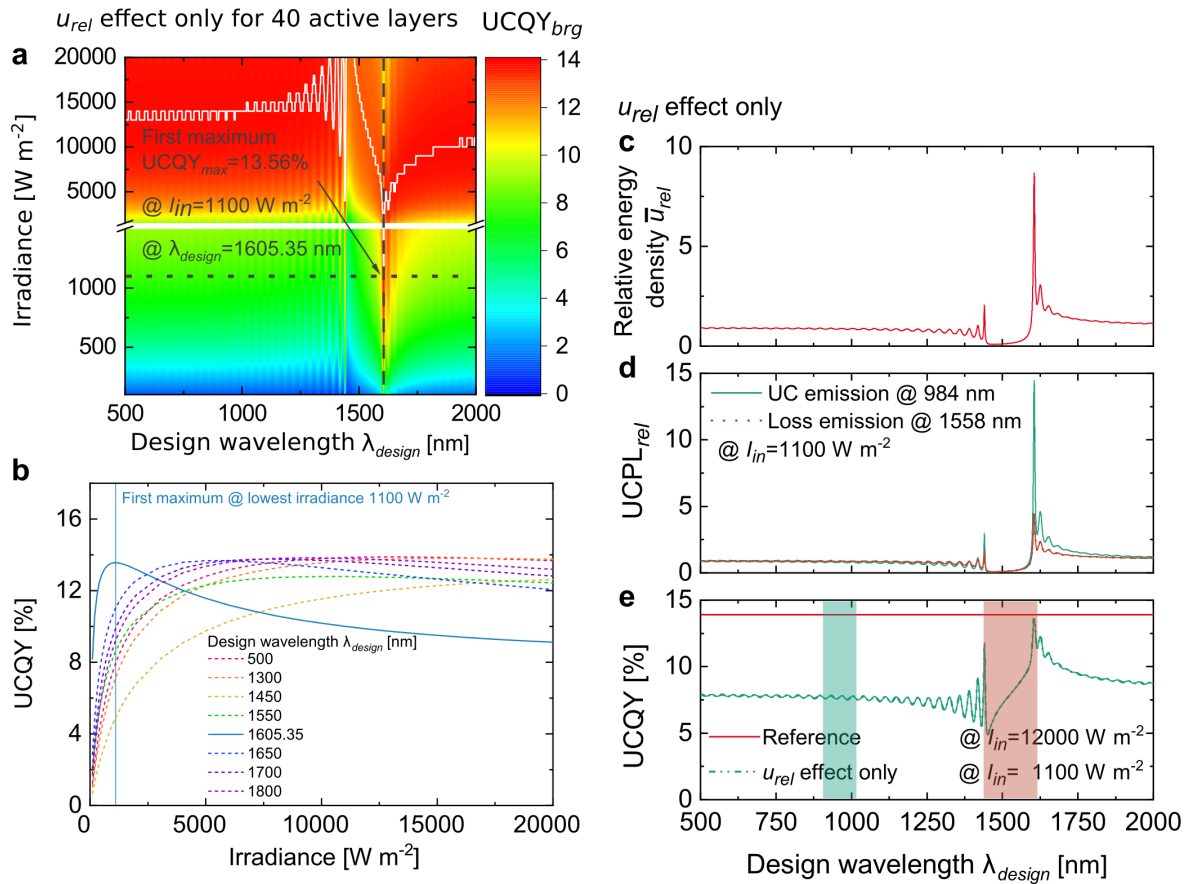 u_rel effect only for 40 active layers
UCQY_brg
a
20000
15000
10000
5000
1000
500
Irradiance [W m-2]
First maximum
UCQY_max=13.56%
@ I_in=1100 W m-2
@ λ_design=1605.35 nm
14
12
10
8
6
4
2
0
500
1000
1500
2000
Design wavelength λ_design [nm]
b
First maximum @ lowest irradiance 1100 W m-2
16
12
8
4
0
UCQY [%]
Design wavelength λ_design [nm]
500
1300
1450
1550
1605.35
1650
1700
1800
0
5000
10000
15000
20000
Irradiance [W m-2]
u_rel effect only
c
10
5
0
Relative energy
density u̅_rel
d
15
10
5
0
UCPL_rel
UC emission @ 984 nm
Loss emission @ 1558 nm
@ I_in=1100 W m-2
e
15
10
5
0
UCQY [%]
Reference @ I_in=12000 W m-2
u_rel effect only @ I_in= 1100 W m-2
500
750
1000
1250
1500
1750
2000
Design wavelength λ_design [nm]